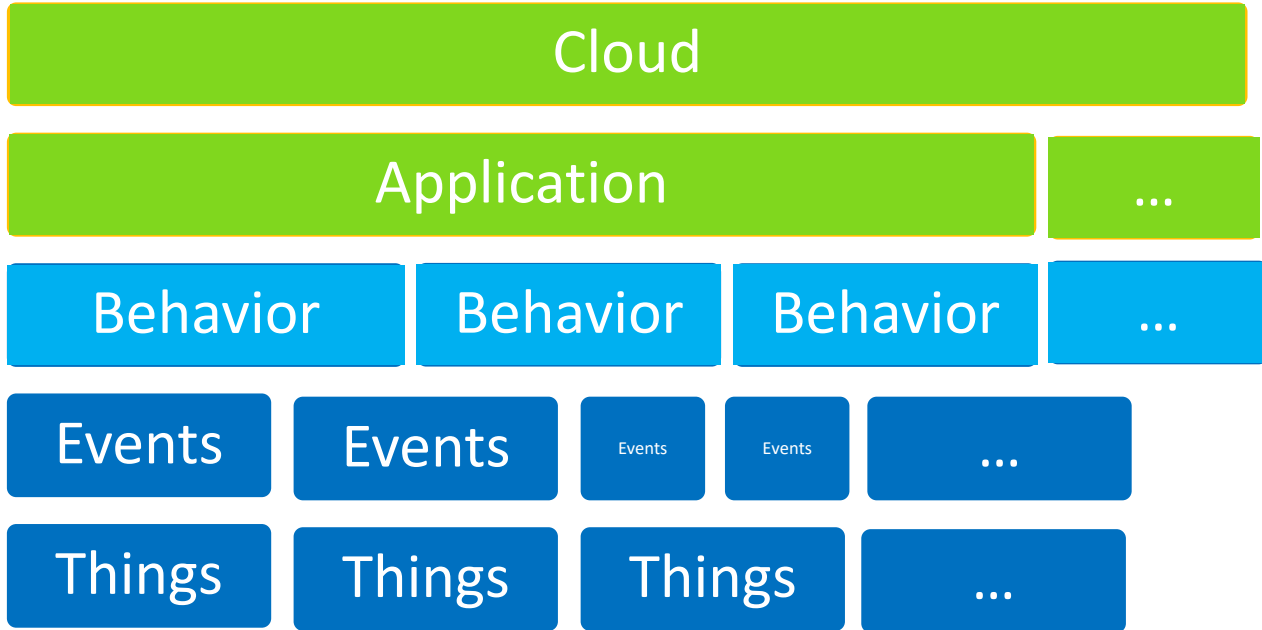 Cloud
Application ...
Behavior Behavior Behavior ...
Events Events Events Events ...
Things Things Things ...